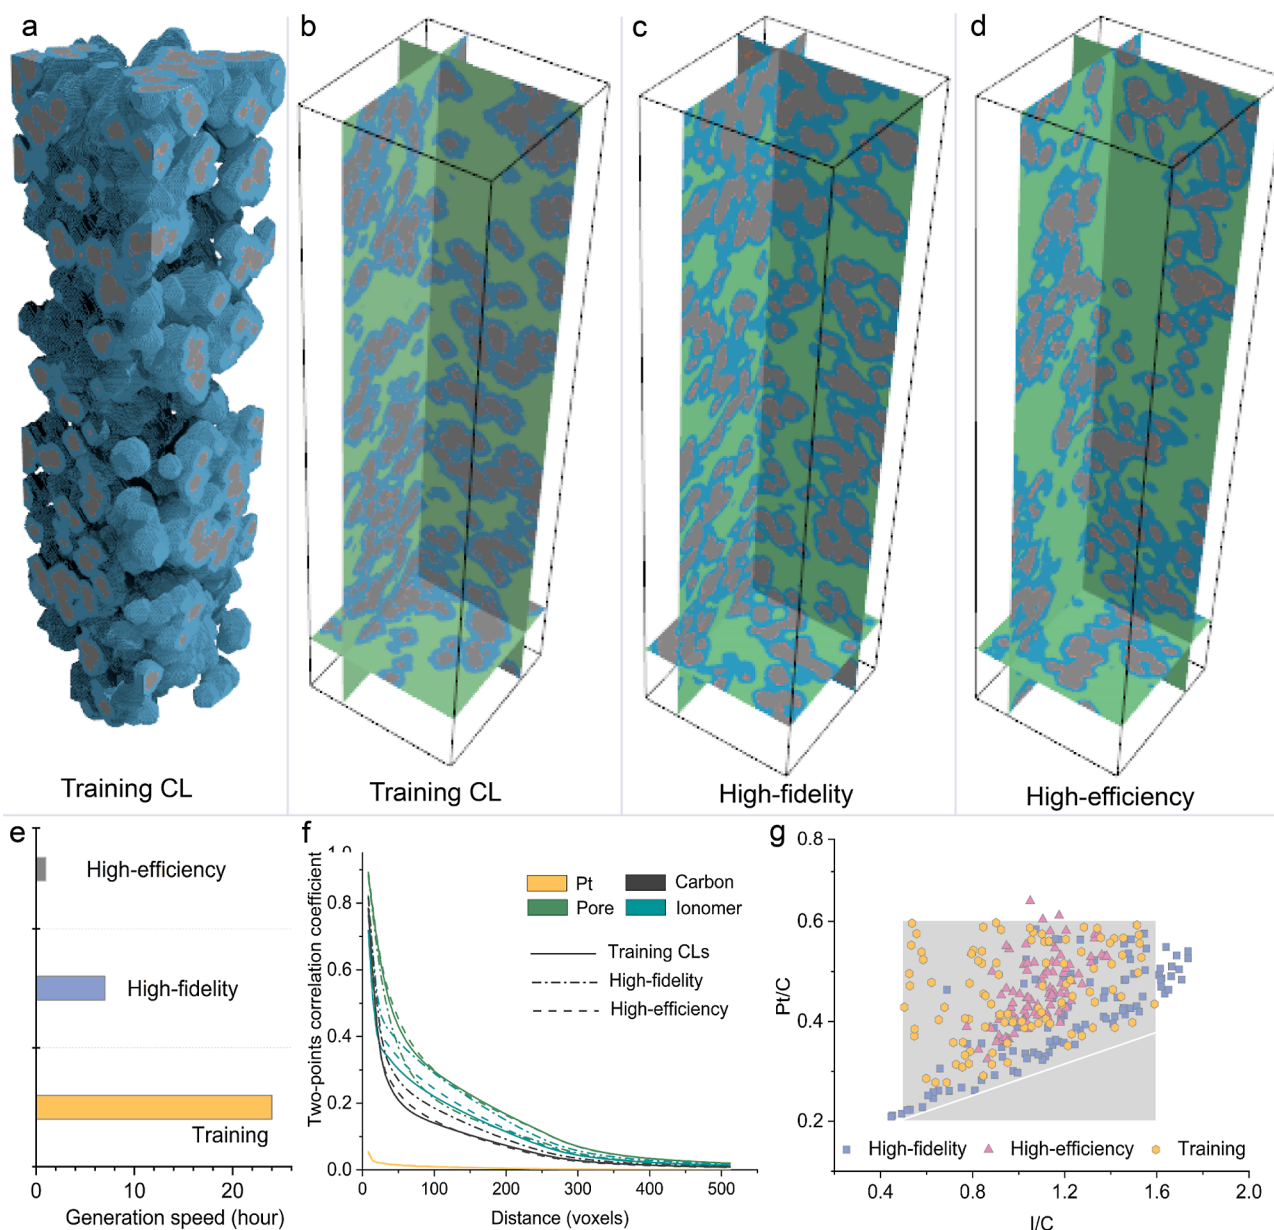 a
b
c
d
Training CL
Training CL
High-fidelity
High-efficiency
e
High-efficiency
High-fidelity
Training
0
10
20
Generation speed (hour)
f
Two-points correlation coefficient
1.0
0.8
0.6
0.4
0.2
0.0
Pt
Carbon
Pore
Ionomer
Training CLs
High-fidelity
High-efficiency
0
100
200
300
400
500
Distance (voxels)
g
0.8
0.6
0.4
0.2
Pt/C
High-fidelity
High-efficiency
Training
0.4
0.8
1.2
1.6
2.0
I/C